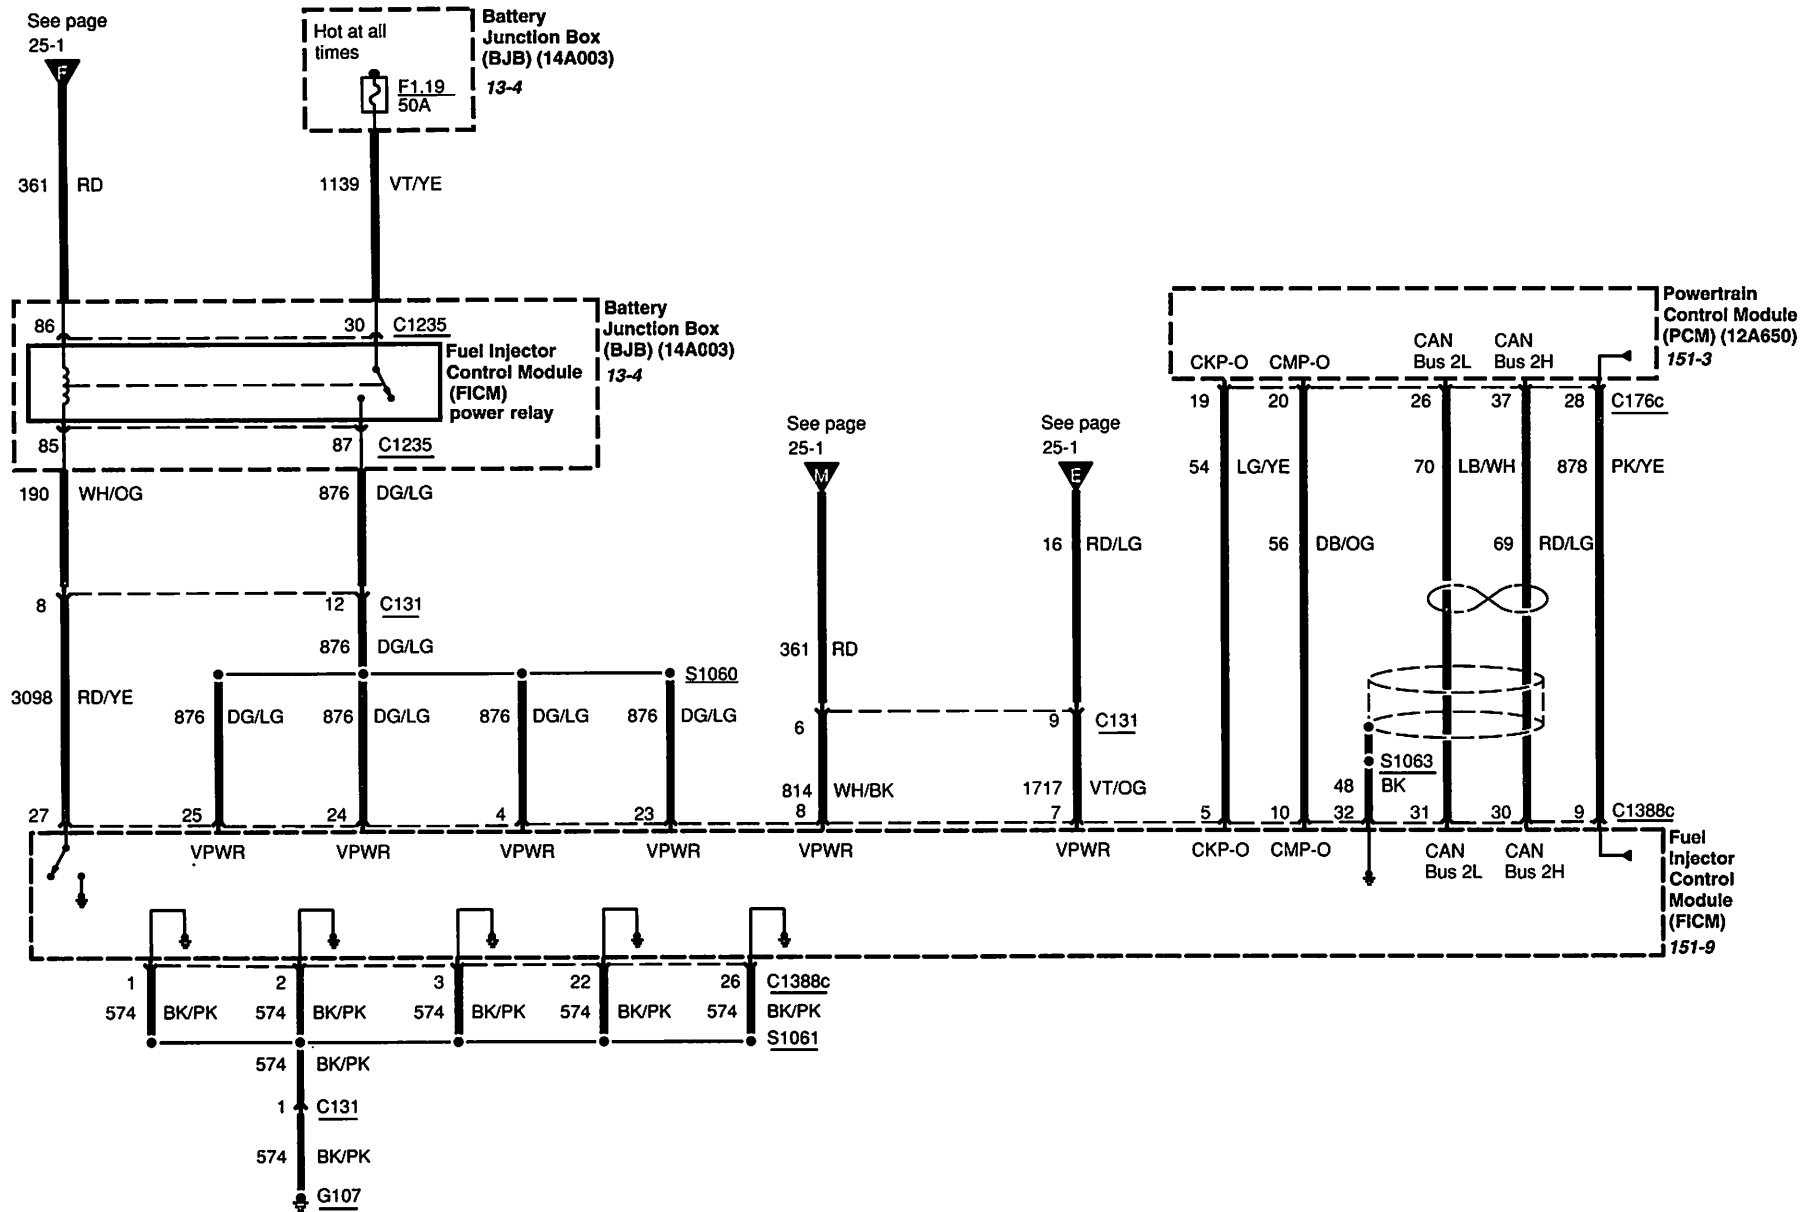 See page
25-1
F
Hot at all
times
F1.19
50A
Battery
Junction Box
(BJB) (14A003)
13-4
361 RD
1139 VT/YE
86
30 C1235
Battery
Junction Box
(BJB) (14A003)
13-4
Fuel Injector
Control Module
(FICM)
power relay
85
87 C1235
190 WH/OG
876 DG/LG
8
12 C131
876 DG/LG
S1060
3098 RD/YE
876 DG/LG
876 DG/LG
876 DG/LG
876 DG/LG
See page
25-1
M
361 RD
6
814 WH/BK
See page
25-1
E
16 RD/LG
9 C131
1717 VT/OG
Powertrain
Control Module
(PCM) (12A650)
151-3
CKP-O
CMP-O
CAN
Bus 2L
CAN
Bus 2H
19
20
26
37
28 C176c
54 LG/YE
70 LB/WH
878 PK/YE
56 DB/OG
69 RD/LG
S1063
48 BK
27
25
24
4
23
8
7
5
10
32
31
30
9 C1388c
VPWR
VPWR
VPWR
VPWR
VPWR
VPWR
CKP-O
CMP-O
CAN
Bus 2L
CAN
Bus 2H
Fuel
Injector
Control
Module
(FICM)
151-9
1
2
3
22
26 C1388c
574 BK/PK
574 BK/PK
574 BK/PK
574 BK/PK
574 BK/PK
S1061
574 BK/PK
1 C131
574 BK/PK
G107